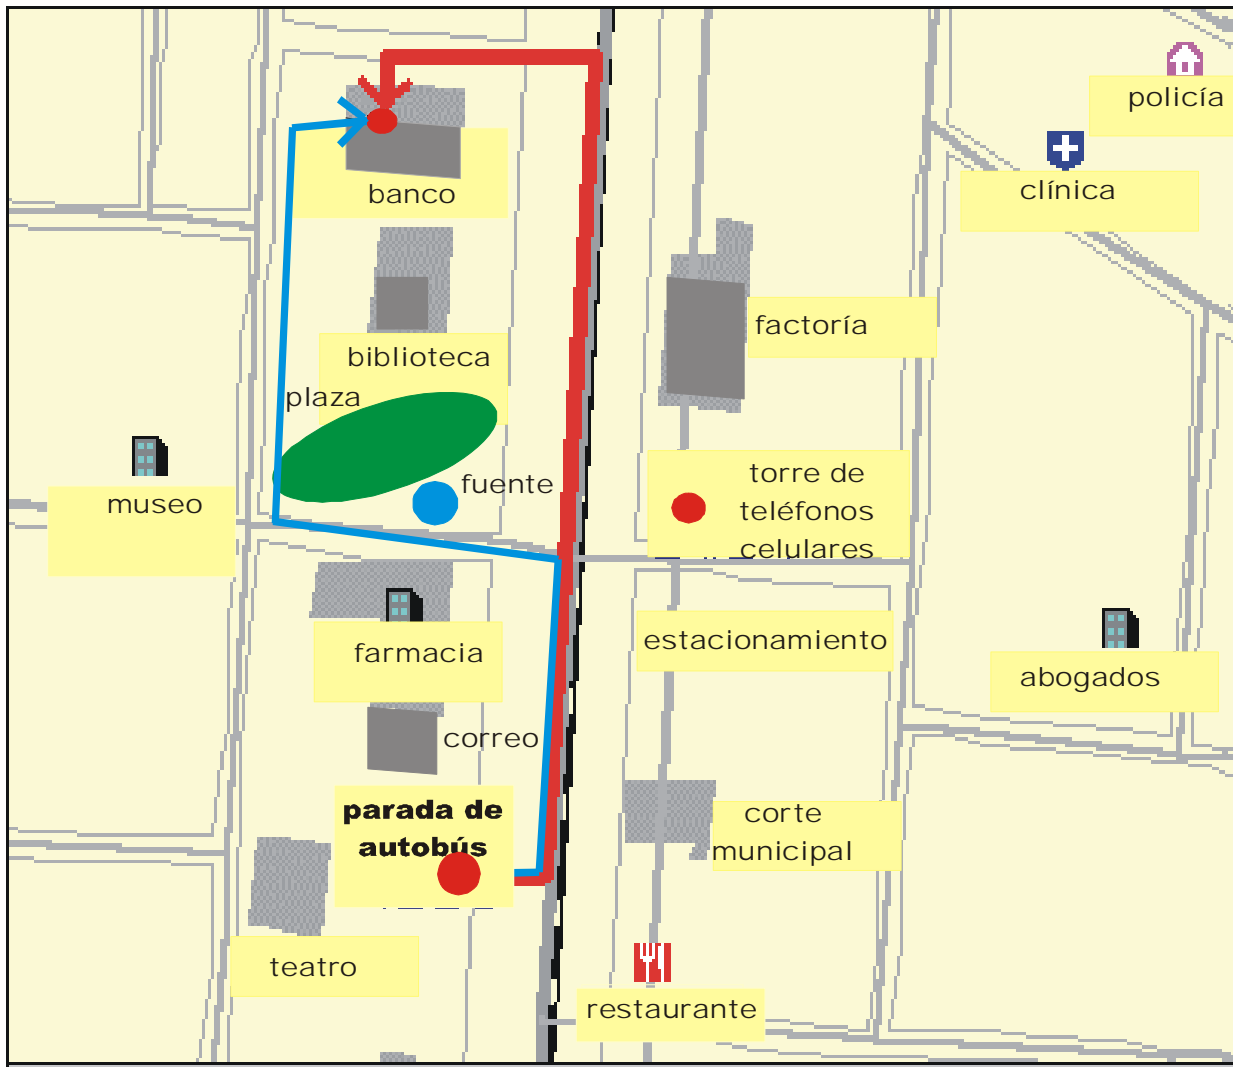 policía
clínica
banco
factoría
biblioteca
plaza
torre de
teléfonos
celulares
fuente
museo
estacionamiento
farmacia
abogados
correo
parada de
autobús
corte
municipal
teatro
restaurante